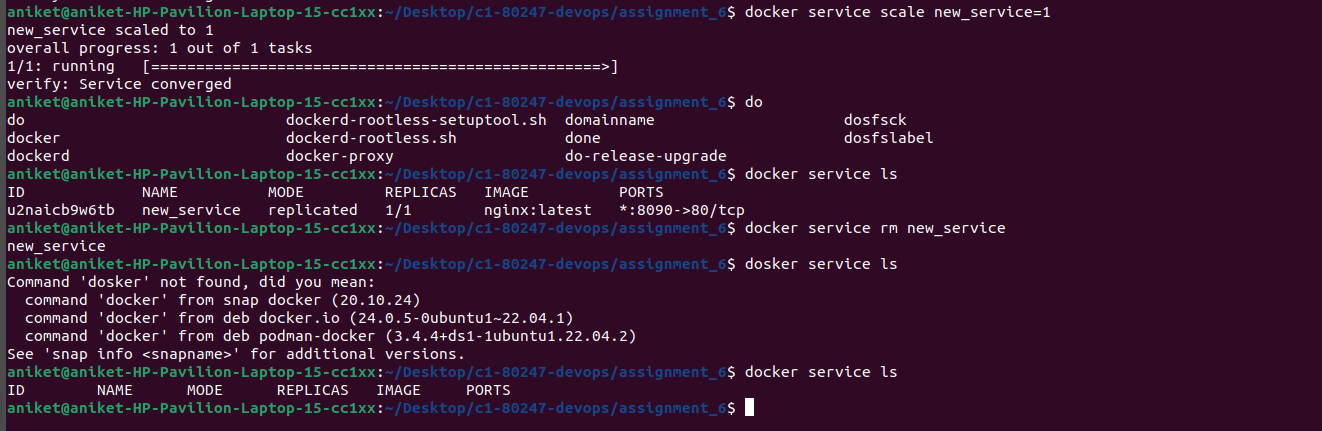 aniket@aniket-HP-Pavilion-Laptop-15-cc1xx:~/Desktop/c1-80247-devops/assignment_6$ docker service scale new_service=1
new_service scaled to 1
overall progress: 1 out of 1 tasks
1/1: running   [==================================================>]
verify: Service converged
aniket@aniket-HP-Pavilion-Laptop-15-cc1xx:~/Desktop/c1-80247-devops/assignment_6$ do
do                             dockerd-rootless-setuptool.sh  domainname                     dosfsck
docker                         dockerd-rootless.sh            done                           dosfslabel
dockerd                        docker-proxy                   do-release-upgrade
aniket@aniket-HP-Pavilion-Laptop-15-cc1xx:~/Desktop/c1-80247-devops/assignment_6$ docker service ls
ID             NAME          MODE         REPLICAS   IMAGE          PORTS
u2naicb9w6tb   new_service   replicated   1/1        nginx:latest   *:8090->80/tcp
aniket@aniket-HP-Pavilion-Laptop-15-cc1xx:~/Desktop/c1-80247-devops/assignment_6$ docker service rm new_service
new_service
aniket@aniket-HP-Pavilion-Laptop-15-cc1xx:~/Desktop/c1-80247-devops/assignment_6$ dosker service ls
Command 'dosker' not found, did you mean:
  command 'docker' from snap docker (20.10.24)
  command 'docker' from deb docker.io (24.0.5-0ubuntu1~22.04.1)
  command 'docker' from deb podman-docker (3.4.4+ds1-1ubuntu1.22.04.2)
See 'snap info <snapname>' for additional versions.
aniket@aniket-HP-Pavilion-Laptop-15-cc1xx:~/Desktop/c1-80247-devops/assignment_6$ docker service ls
ID        NAME      MODE      REPLICAS   IMAGE     PORTS
aniket@aniket-HP-Pavilion-Laptop-15-cc1xx:~/Desktop/c1-80247-devops/assignment_6$